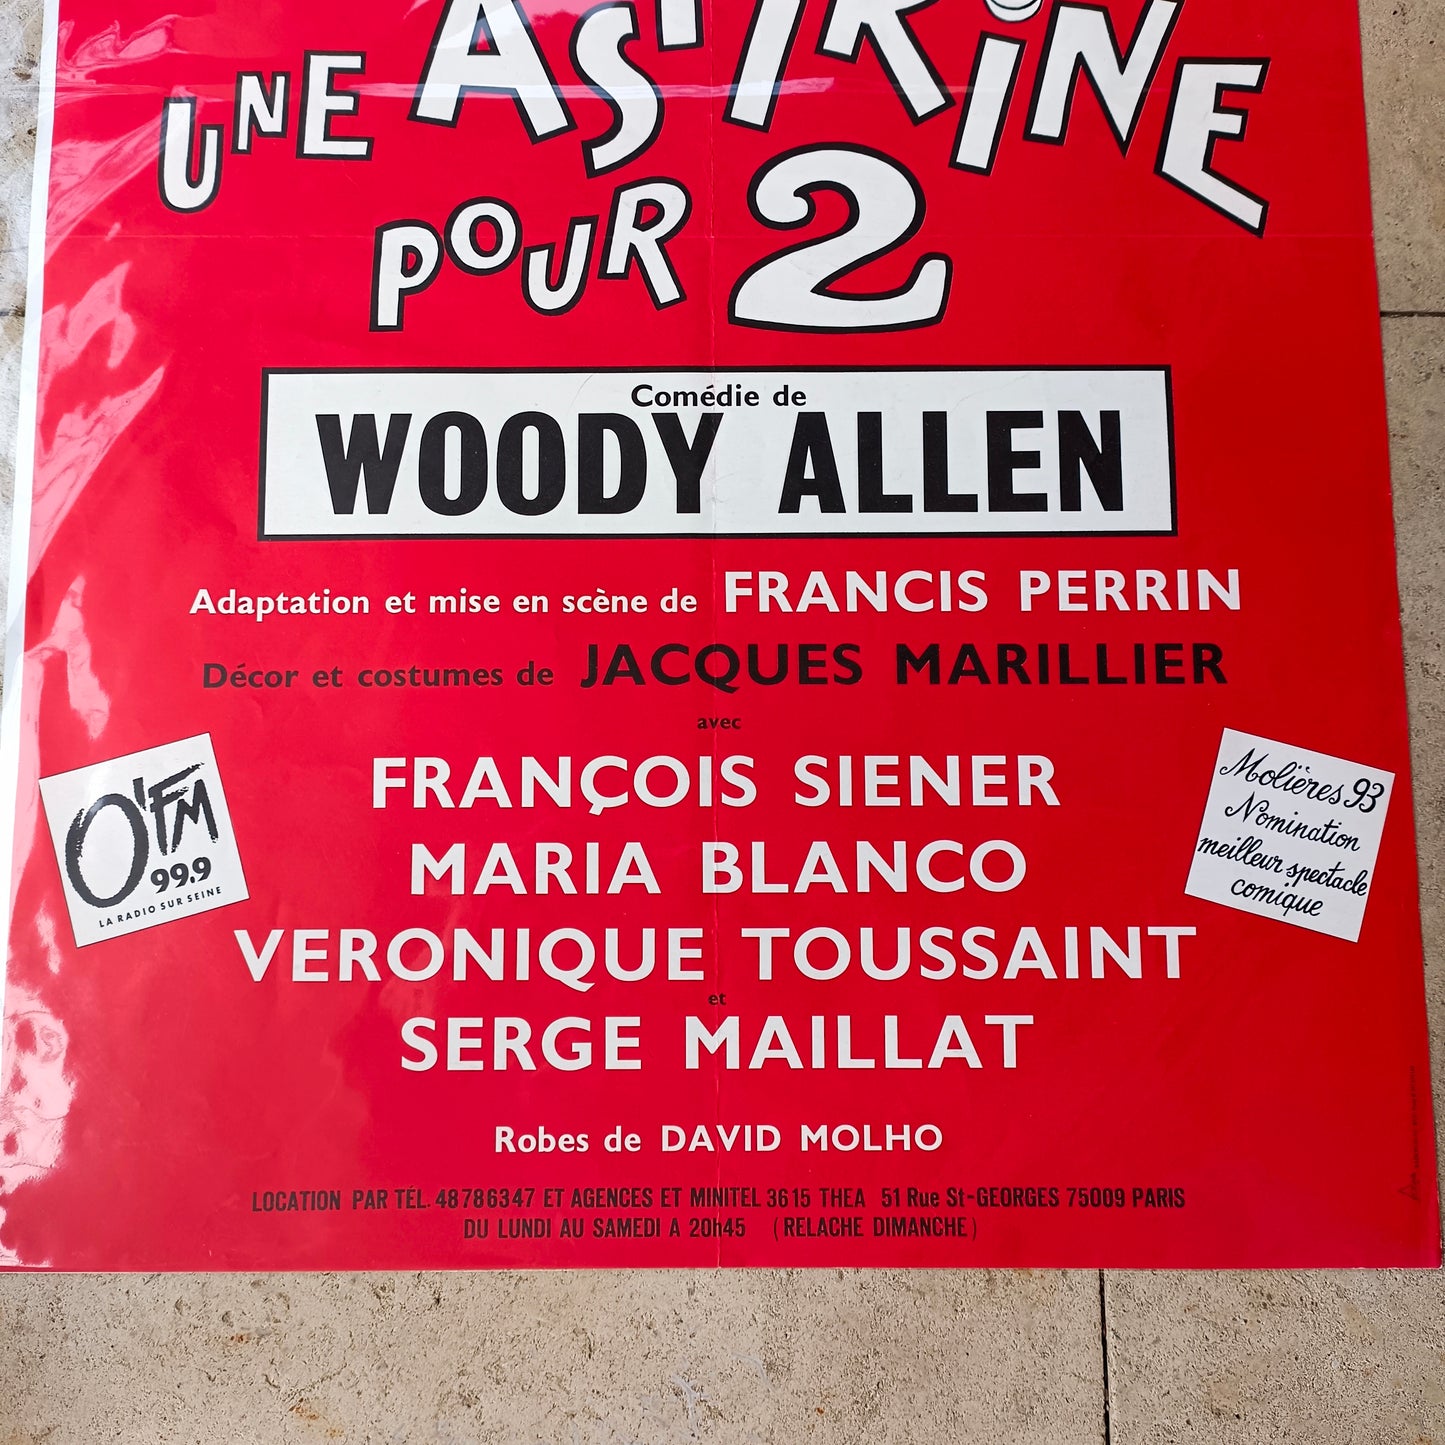 UNE ASPIRINE
POUR 2
Comédie de
WOODY ALLEN
Adaptation et mise en scène de FRANCIS PERRIN
Décor et costumes de JACQUES MARILLIER
avec
FRANÇOIS SIENER
MARIA BLANCO
VERONIQUE TOUSSAINT
et
SERGE MAILLAT
O'FM
99.9
LA RADIO SUR SEINE
Molières 93
Nomination
meilleur spectacle
comique
Robes de DAVID MOLHO
LOCATION PAR TÉL. 48786347 ET AGENCES ET MINITEL 3615 THEA 51 Rue St-GEORGES 75009 PARIS
DU LUNDI AU SAMEDI A 20h45 (RELACHE DIMANCHE)